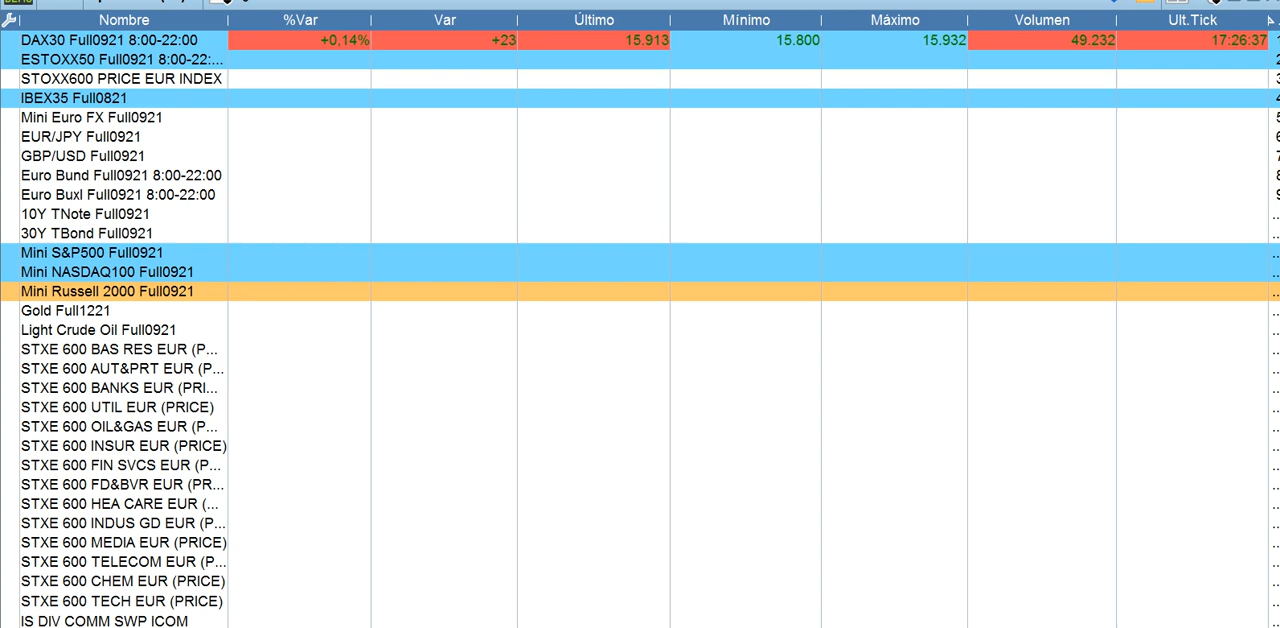 Nombre %Var Var Último Mínimo Máximo Volumen Ult.Tick
DAX30 Full0921 8:00-22:00 +0,14% +23 15.913 15.800 15.932 49.232 17:26:37
ESTOXX50 Full0921 8:00-22:...
STOXX600 PRICE EUR INDEX
IBEX35 Full0821
Mini Euro FX Full0921
EUR/JPY Full0921
GBP/USD Full0921
Euro Bund Full0921 8:00-22:00
Euro Buxl Full0921 8:00-22:00
10Y TNote Full0921
30Y TBond Full0921
Mini S&P500 Full0921
Mini NASDAQ100 Full0921
Mini Russell 2000 Full0921
Gold Full1221
Light Crude Oil Full0921
STXE 600 BAS RES EUR (P...
STXE 600 AUT&PRT EUR (P...
STXE 600 BANKS EUR (PRI...
STXE 600 UTIL EUR (PRICE)
STXE 600 OIL&GAS EUR (P...
STXE 600 INSUR EUR (PRICE)
STXE 600 FIN SVCS EUR (P...
STXE 600 FD&BVR EUR (PR...
STXE 600 HEA CARE EUR (...
STXE 600 INDUS GD EUR (P...
STXE 600 MEDIA EUR (PRICE)
STXE 600 TELECOM EUR (P...
STXE 600 CHEM EUR (PRICE)
STXE 600 TECH EUR (PRICE)
IS DIV COMM SWP ICOM